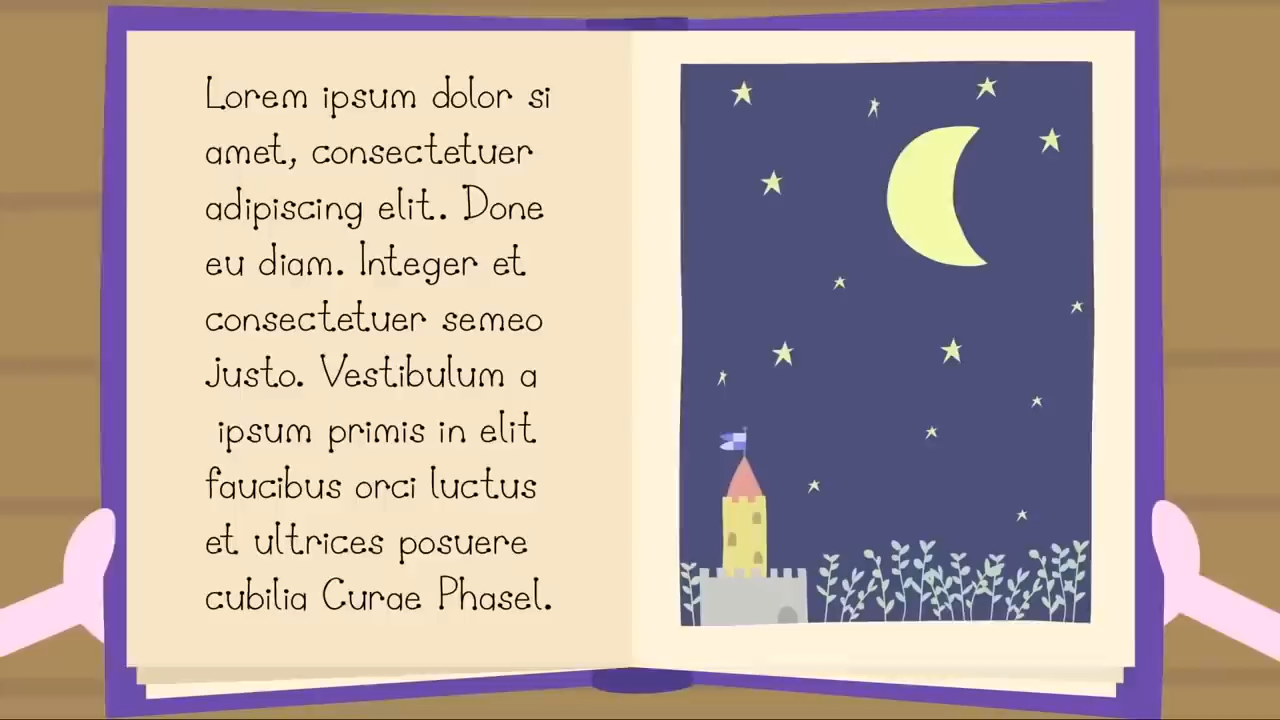 Lorem ipsum dolor si
amet, consectetuer
adipiscing elit. Done
eu diam. Integer et
consectetuer semeo
justo. Vestibulum a
ipsum primis in elit
faucibus orci luctus
et ultrices posuere
cubilia Curae Phasel.